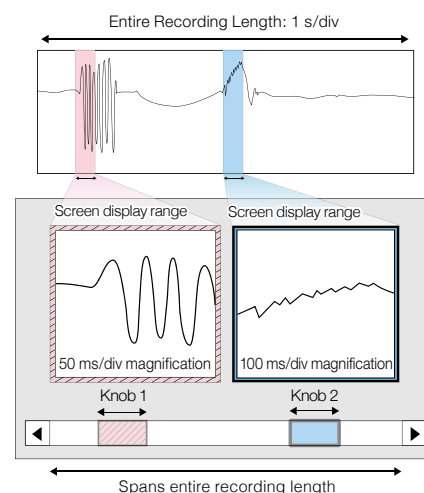 Entire Recording Length: 1 s/div
Screen display range
Screen display range
50 ms/div magnification
100 ms/div magnification
Knob 1
Knob 2
Spans entire recording length